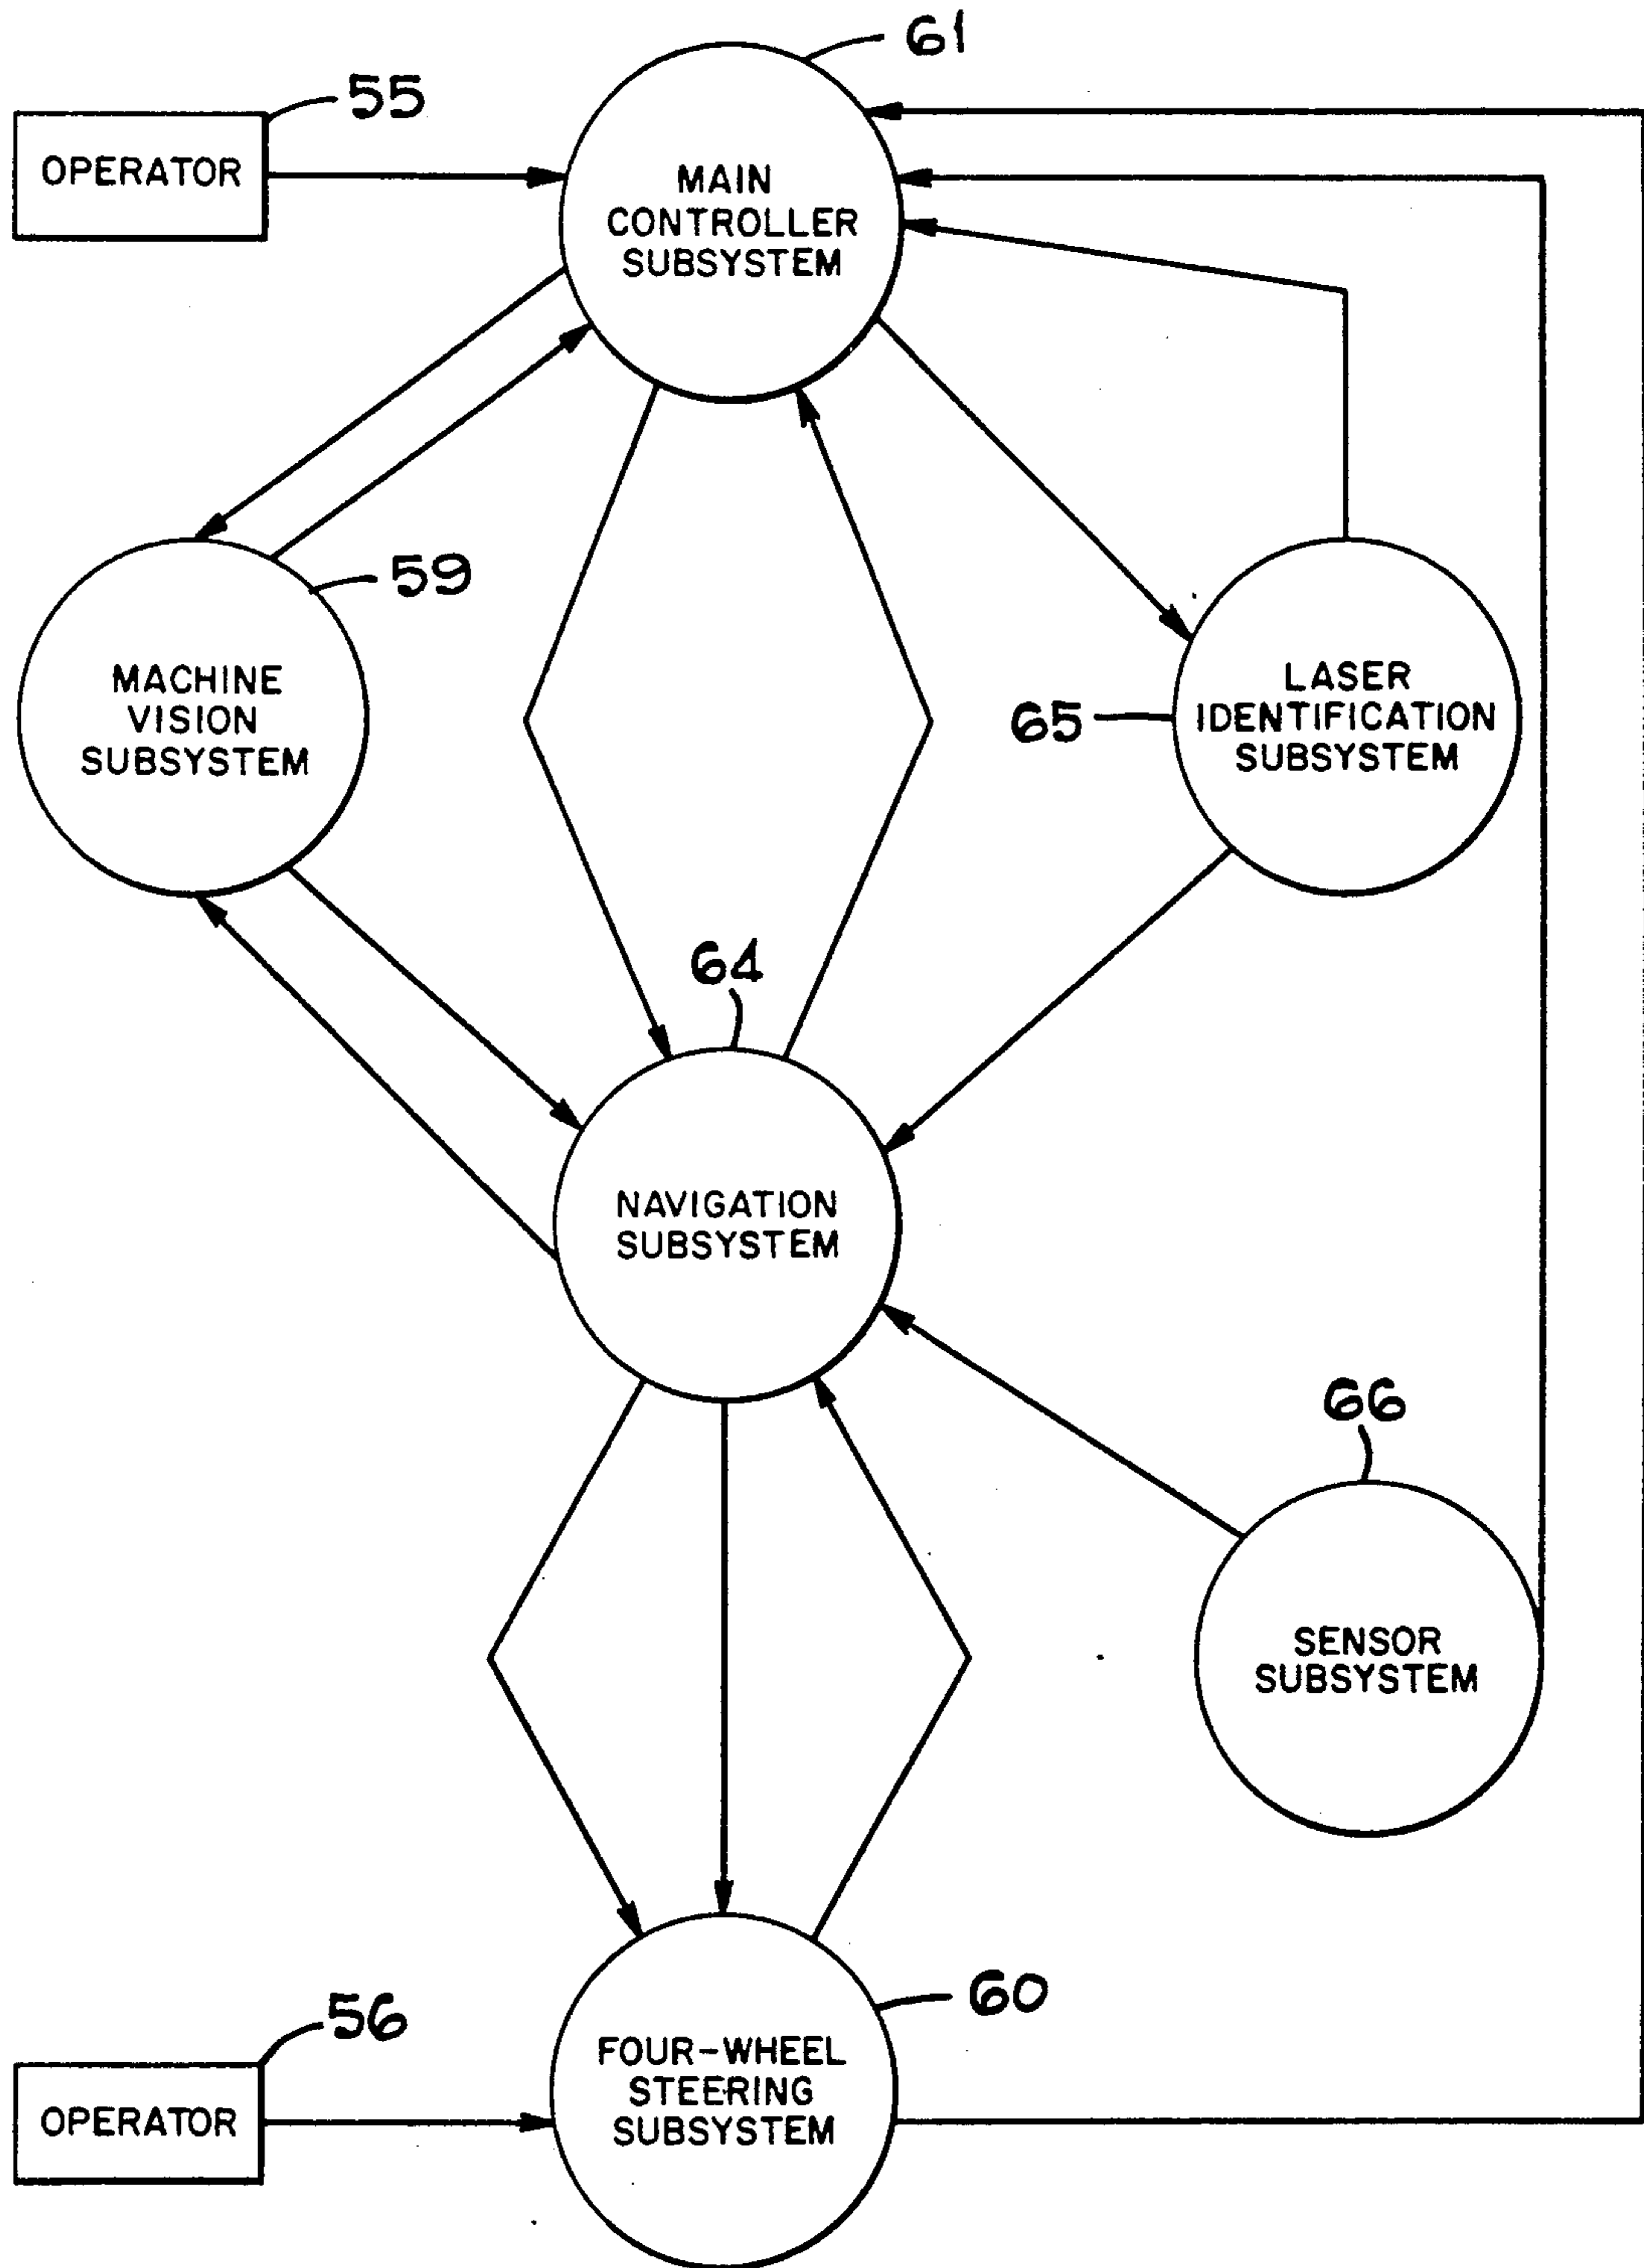 61
55
OPERATOR
MAIN
CONTROLLER
SUBSYSTEM
59
MACHINE
VISION
SUBSYSTEM
65
LASER
IDENTIFICATION
SUBSYSTEM
64
NAVIGATION
SUBSYSTEM
66
SENSOR
SUBSYSTEM
60
56
OPERATOR
FOUR-WHEEL
STEERING
SUBSYSTEM